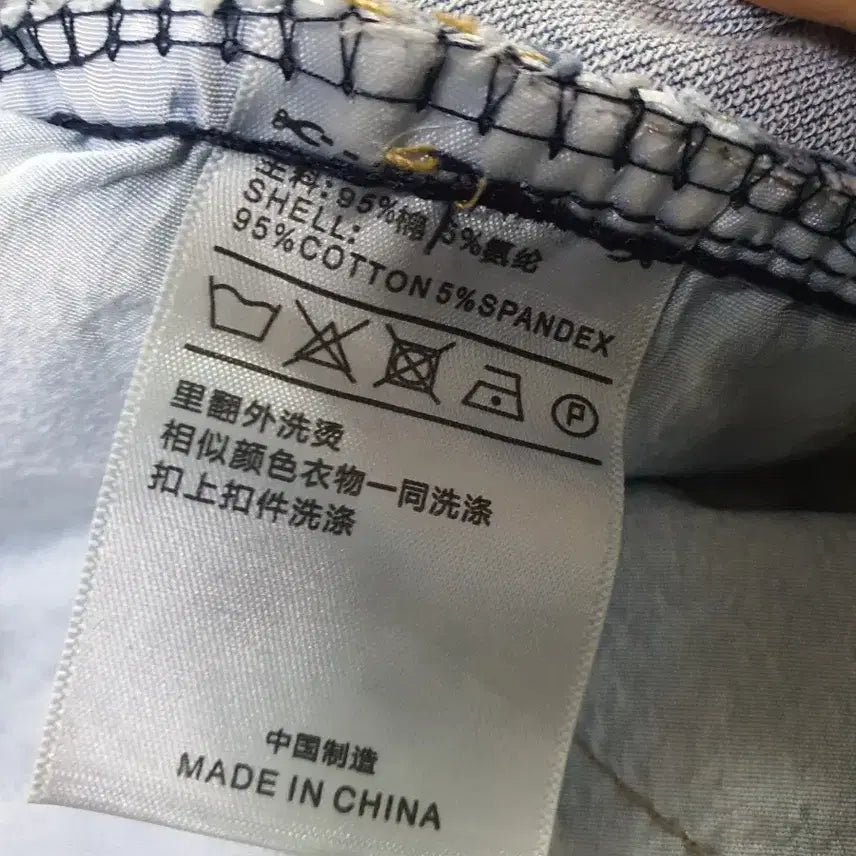 主料:95%棉 5%氨纶
SHELL:
95%COTTON 5%SPANDEX
P
里翻外洗烫
相似颜色衣物一同洗涤
扣上扣件洗涤
中国制造
MADE IN CHINA